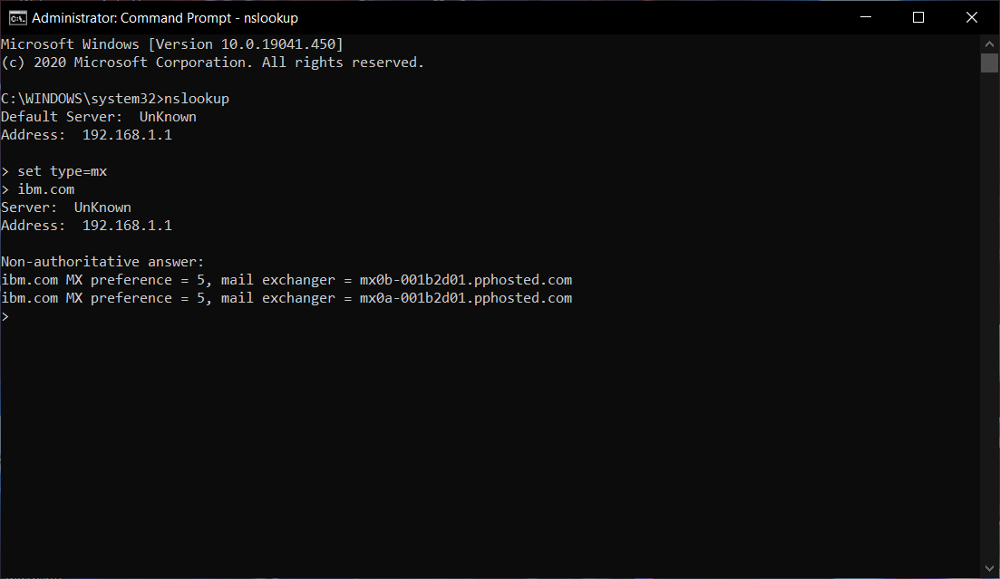 Administrator: Command Prompt - nslookup
Microsoft Windows [Version 10.0.19041.450]
(c) 2020 Microsoft Corporation. All rights reserved.
C:\WINDOWS\system32>nslookup
Default Server:  UnKnown
Address:  192.168.1.1
> set type=mx
> ibm.com
Server:  UnKnown
Address:  192.168.1.1
Non-authoritative answer:
ibm.com MX preference = 5, mail exchanger = mx0b-001b2d01.pphosted.com
ibm.com MX preference = 5, mail exchanger = mx0a-001b2d01.pphosted.com
>